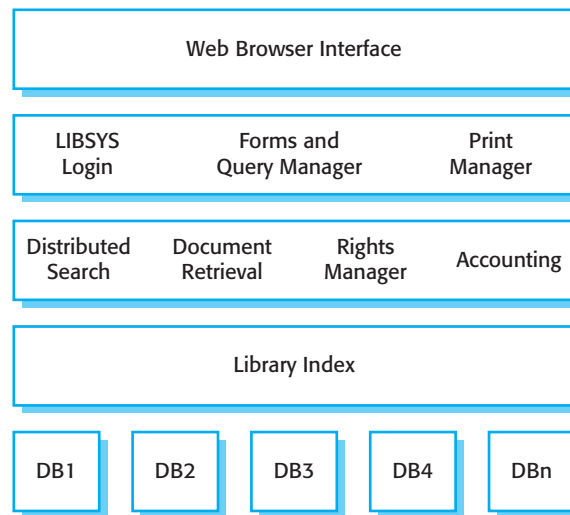 Web Browser Interface
LIBSYS
Login
Forms and
Query Manager
Print
Manager
Distributed
Search
Document
Retrieval
Rights
Manager
Accounting
Library Index
DB1
DB2
DB3
DB4
DBn